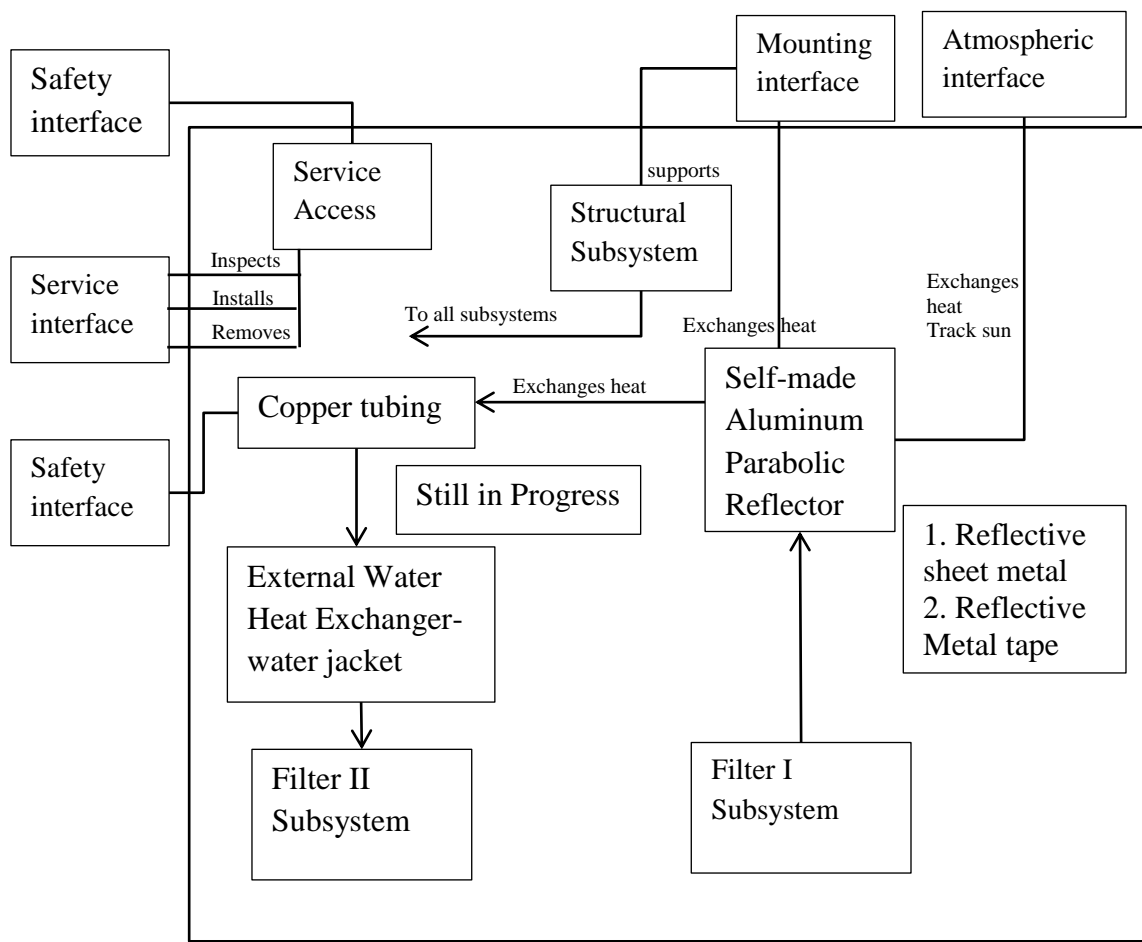 Safety
interface
Mounting
interface
Atmospheric
interface
Service
Access
supports
Structural
Subsystem
Service
interface
Inspects
Installs
Removes
To all subsystems
Exchanges heat
Exchanges
heat
Track sun
Copper tubing
Exchanges heat
Self-made
Aluminum
Parabolic
Reflector
Safety
interface
Still in Progress
1. Reflective
sheet metal
2. Reflective
Metal tape
External Water
Heat Exchanger-
water jacket
Filter II
Subsystem
Filter I
Subsystem